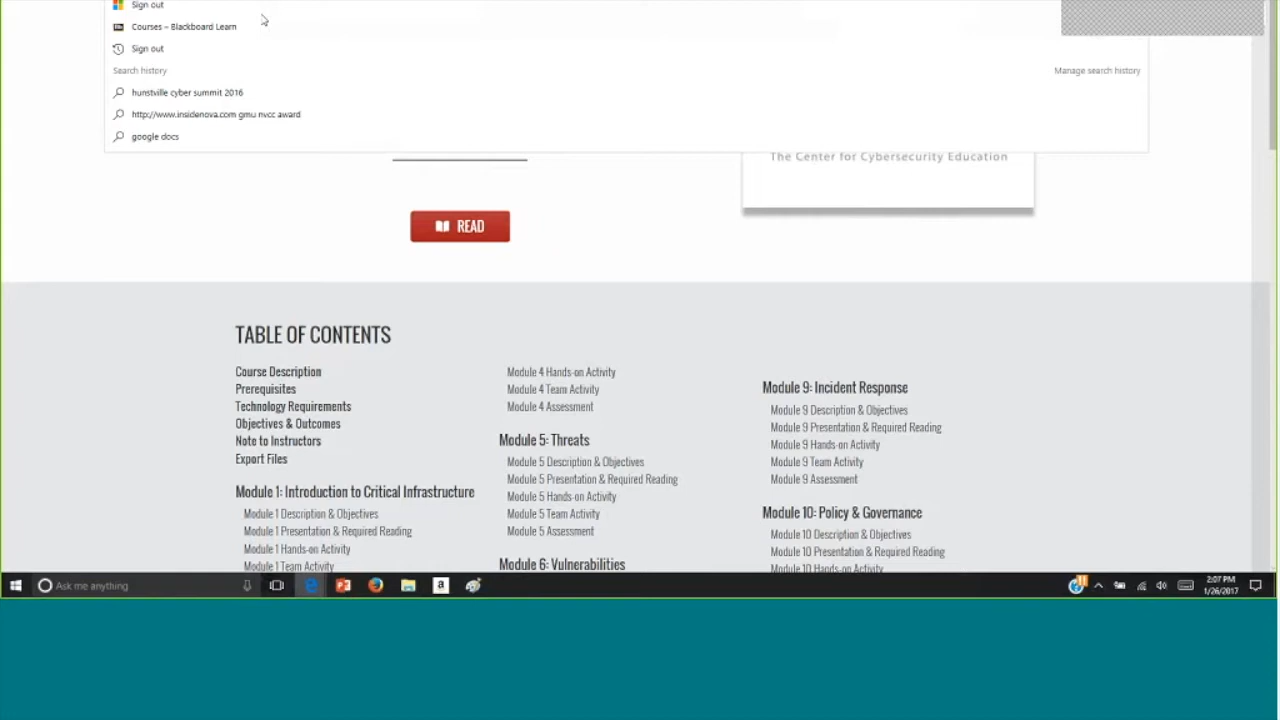 Sign out
Courses – Blackboard Learn
Sign out
Search history
Manage search history
hunstville cyber summit 2016
http://www.insidenova.com gmu nvcc award
google docs
The Center for Cybersecurity Education
READ
TABLE OF CONTENTS
Course Description
Prerequisites
Technology Requirements
Objectives & Outcomes
Note to Instructors
Export Files
Module 1: Introduction to Critical Infrastructure
Module 1 Description & Objectives
Module 1 Presentation & Required Reading
Module 1 Hands-on Activity
Module 1 Team Activity
Module 4 Hands-on Activity
Module 4 Team Activity
Module 4 Assessment
Module 5: Threats
Module 5 Description & Objectives
Module 5 Presentation & Required Reading
Module 5 Hands-on Activity
Module 5 Team Activity
Module 5 Assessment
Module 6: Vulnerabilities
Module 9: Incident Response
Module 9 Description & Objectives
Module 9 Presentation & Required Reading
Module 9 Hands-on Activity
Module 9 Team Activity
Module 9 Assessment
Module 10: Policy & Governance
Module 10 Description & Objectives
Module 10 Presentation & Required Reading
Module 10 Hands-on Activity
Ask me anything
a
2:07 PM
1/26/2017